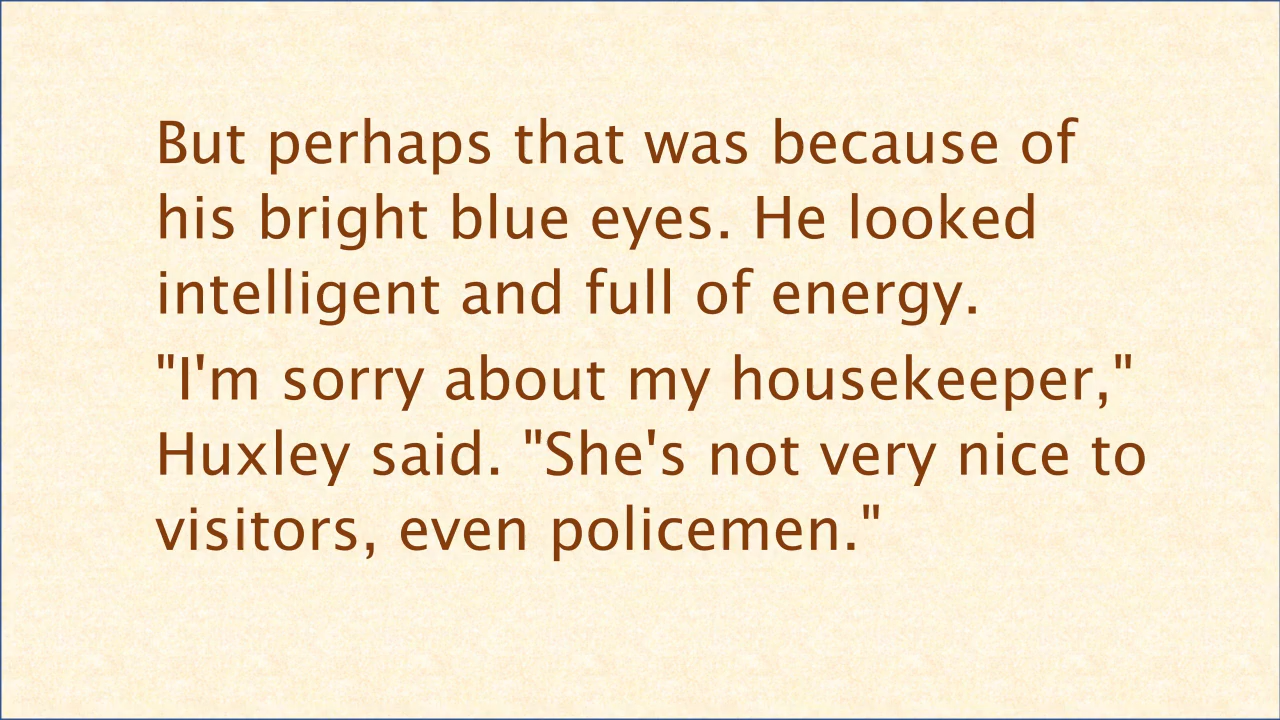 But perhaps that was because of
his bright blue eyes. He looked
intelligent and full of energy.
"I'm sorry about my housekeeper,"
Huxley said. "She's not very nice to
visitors, even policemen."